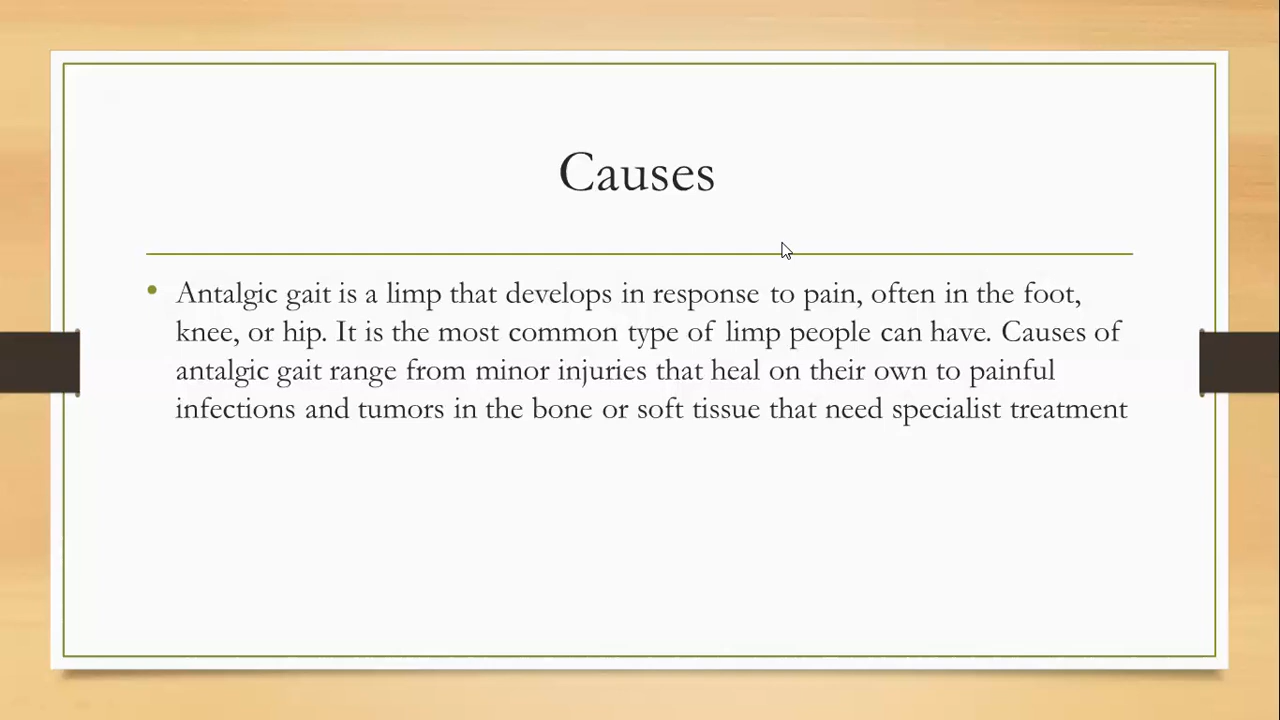 Causes
• Antalgic gait is a limp that develops in response to pain, often in the foot,
knee, or hip. It is the most common type of limp people can have. Causes of
antalgic gait range from minor injuries that heal on their own to painful
infections and tumors in the bone or soft tissue that need specialist treatment